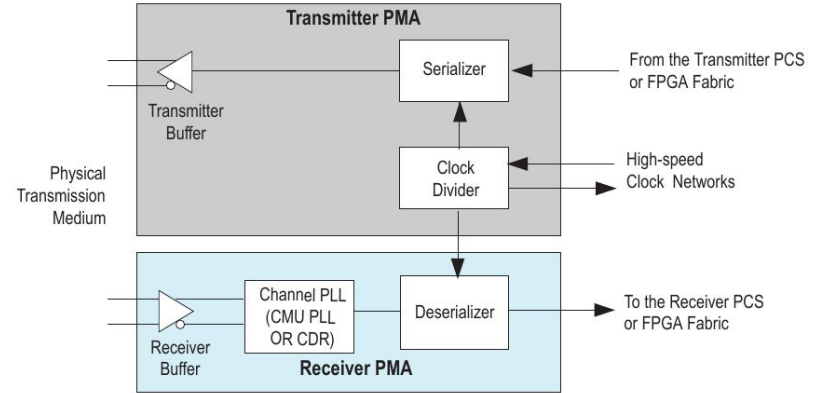 Transmitter PMA
Serializer
From the Transmitter PCS
or FPGA Fabric
Transmitter
Buffer
Clock
Divider
High-speed
Clock Networks
Physical
Transmission
Medium
Channel PLL
(CMU PLL
OR CDR)
Deserializer
To the Receiver PCS
or FPGA Fabric
Receiver
Buffer
Receiver PMA